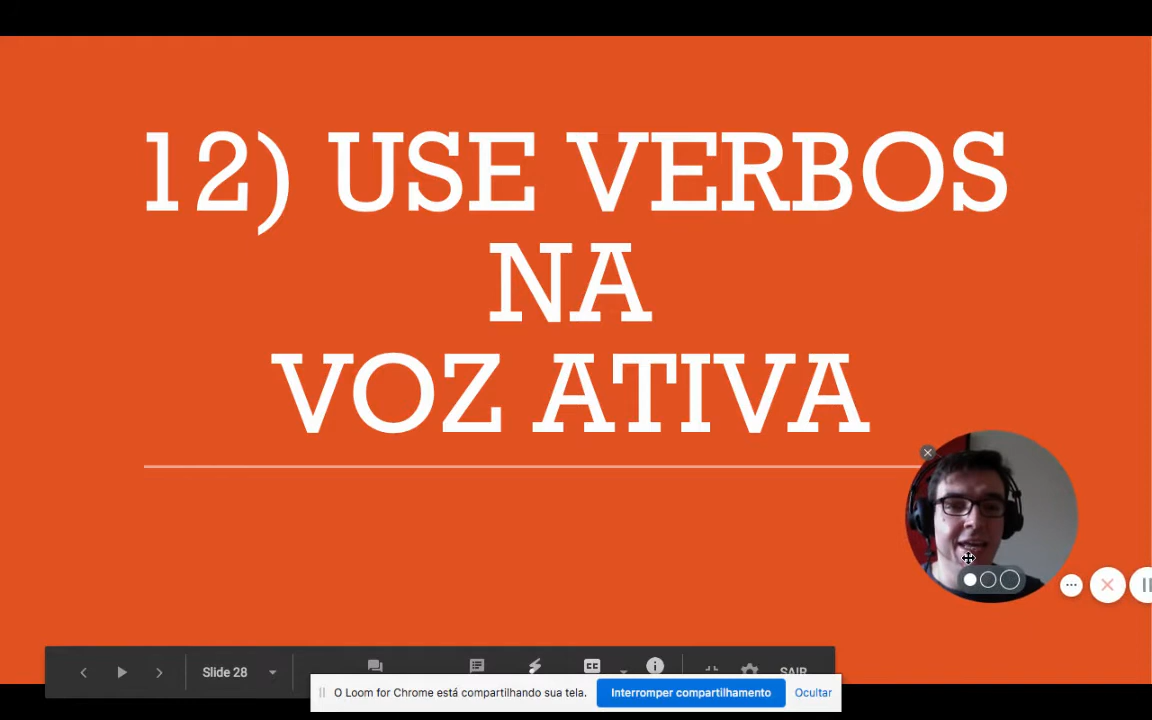 12) USE VERBOS
NA
VOZ ATIVA
Slide 28
CC
SAIR
O Loom for Chrome está compartilhando sua tela.
Interromper compartilhamento
Ocultar